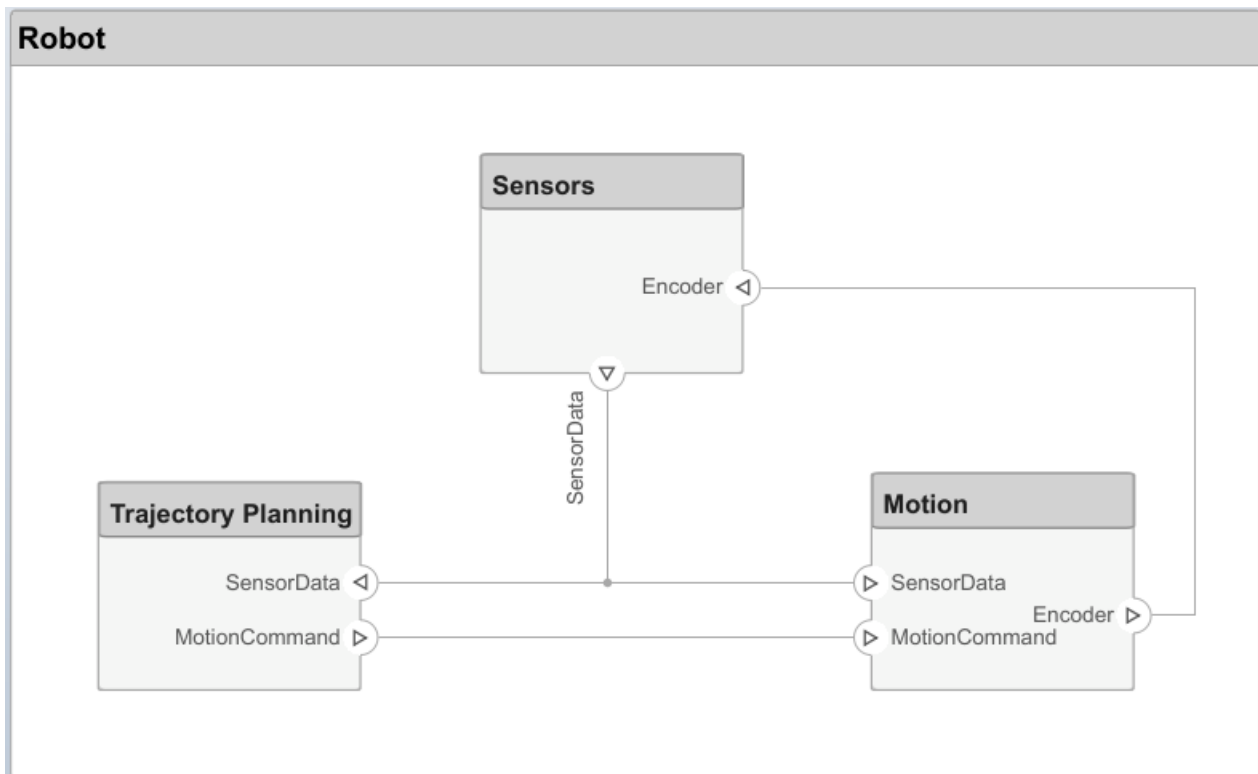 Robot
Sensors
Encoder
SensorData
Trajectory Planning
SensorData
MotionCommand
Motion
SensorData
Encoder
MotionCommand